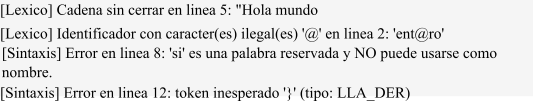 [Lexico] Cadena sin cerrar en linea 5: "Hola mundo
[Lexico] Identificador con caracter(es) ilegal(es) '@' en linea 2: 'ent@ro'
[Sintaxis] Error en linea 8: 'si' es una palabra reservada y NO puede usarse como
nombre.
[Sintaxis] Error en linea 12: token inesperado '}' (tipo: LLA_DER)